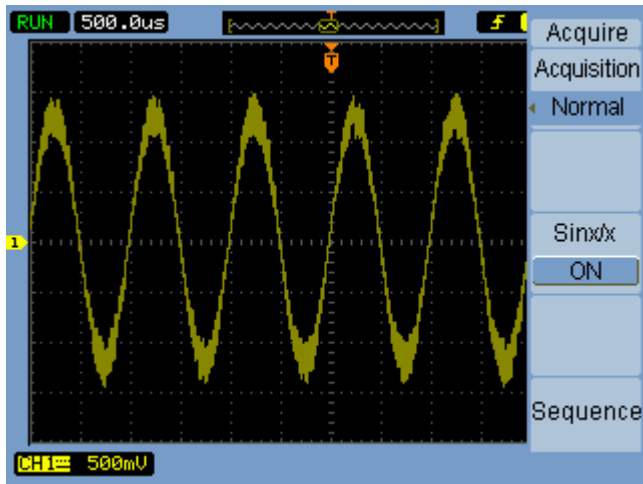 RUN 500.0us
T
1
CH1 500mV
Acquire
Acquisition
Normal
Sinx/x
ON
Sequence